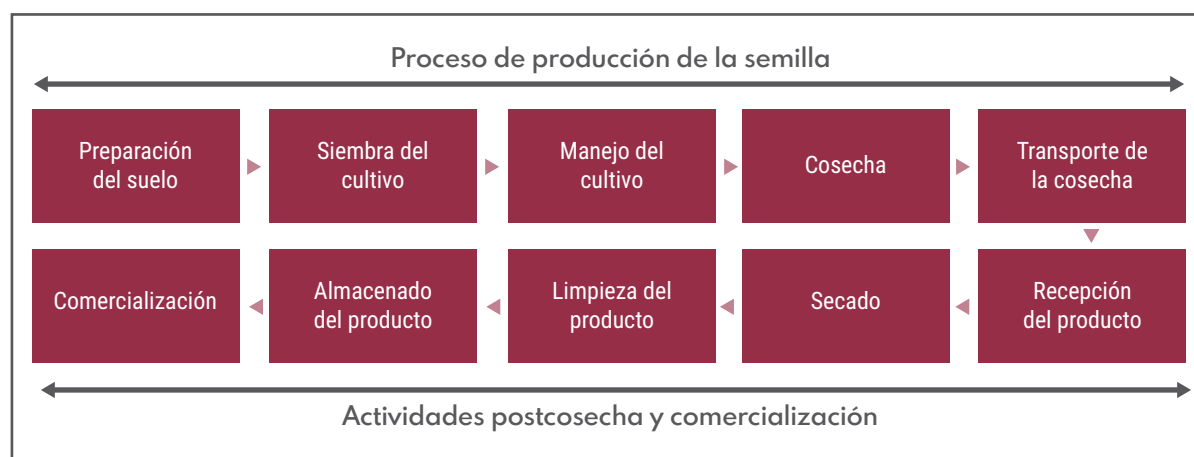 Proceso de producción de la semilla
Preparación
del suelo
Siembra del
cultivo
Manejo del
cultivo
Cosecha
Transporte de
la cosecha
Comercialización
Almacenado
del producto
Limpieza del
producto
Secado
Recepción
del producto
Actividades postcosecha y comercialización